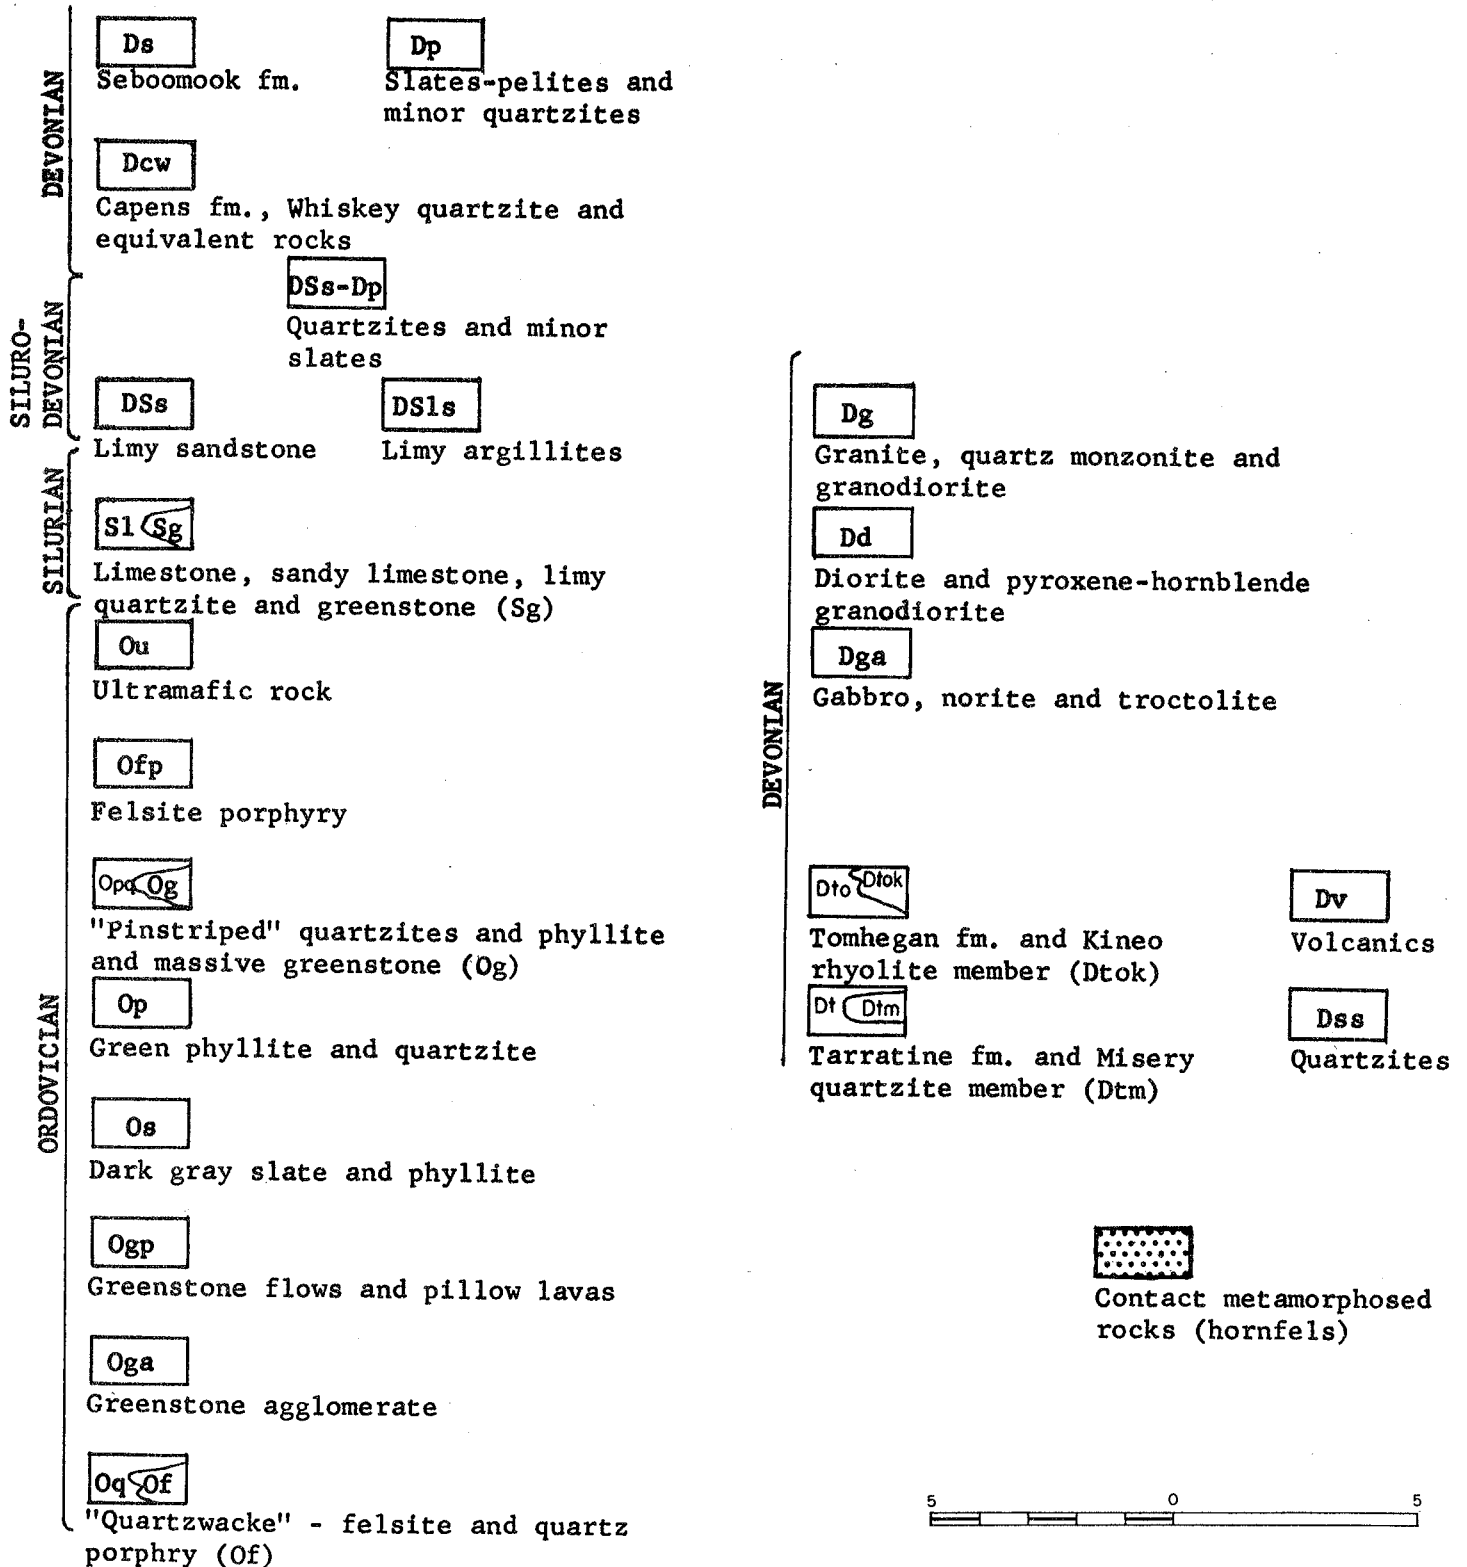 DEVONIAN
Ds
Seboomook fm.
Dp
Slates-pelites and
minor quartzites
Dcw
Capens fm., Whiskey quartzite and
equivalent rocks
SILURO-
DEVONIAN
DSs-Dp
Quartzites and minor
slates
DSs
Limy sandstone
DSls
Limy argillites
SILURIAN
Sl Sg
Limestone, sandy limestone, limy
quartzite and greenstone (Sg)
ORDOVICIAN
Ou
Ultramafic rock
Ofp
Felsite porphyry
Opq Og
"Pinstriped" quartzites and phyllite
and massive greenstone (Og)
Op
Green phyllite and quartzite
Os
Dark gray slate and phyllite
Ogp
Greenstone flows and pillow lavas
Oga
Greenstone agglomerate
Oq Of
"Quartzwacke" - felsite and quartz
porphry (Of)
DEVONIAN
Dg
Granite, quartz monzonite and
granodiorite
Dd
Diorite and pyroxene-hornblende
granodiorite
Dga
Gabbro, norite and troctolite
Dto Dtok
Tomhegan fm. and Kineo
rhyolite member (Dtok)
Dv
Volcanics
Dt Dtm
Tarratine fm. and Misery
quartzite member (Dtm)
Dss
Quartzites
Contact metamorphosed
rocks (hornfels)
5 0 5